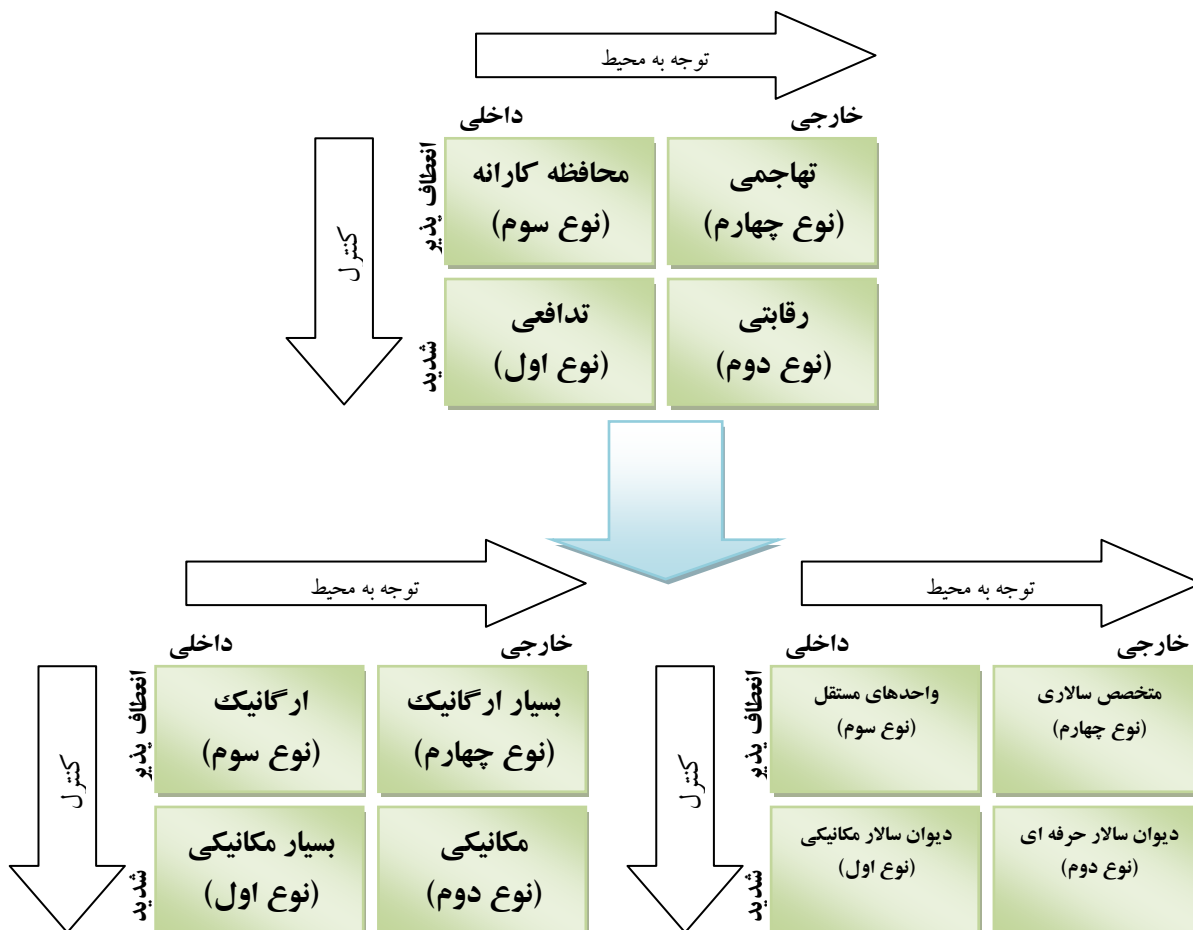 توجه به محیط
خارجی
داخلی
کنترل
انعطاف پذیر
شدید
تهاجمی
(نوع چهارم)
محافظه کارانه
(نوع سوم)
رقابتی
(نوع دوم)
تدافعی
(نوع اول)
توجه به محیط
خارجی
داخلی
کنترل
انعطاف پذیر
شدید
متخصص سالاری
(نوع چهارم)
واحدهای مستقل
(نوع سوم)
دیوان سالار حرفه ای
(نوع دوم)
دیوان سالار مکانیکی
(نوع اول)
توجه به محیط
خارجی
داخلی
کنترل
انعطاف پذیر
شدید
بسیار ارگانیک
(نوع چهارم)
ارگانیک
(نوع سوم)
مکانیکی
(نوع دوم)
بسیار مکانیکی
(نوع اول)